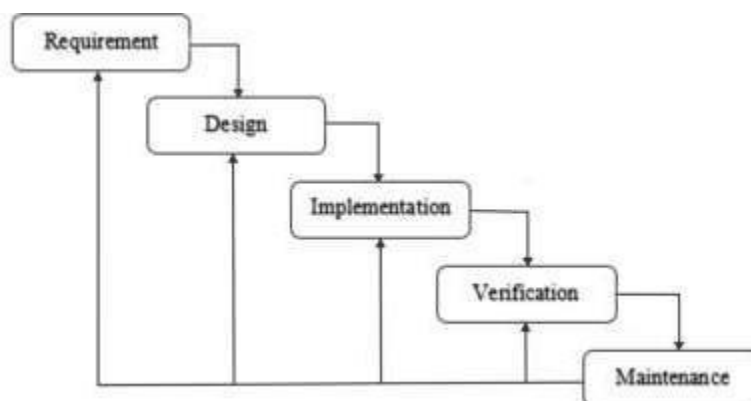 Requirement
Design
Implementation
Verification
Maintenance